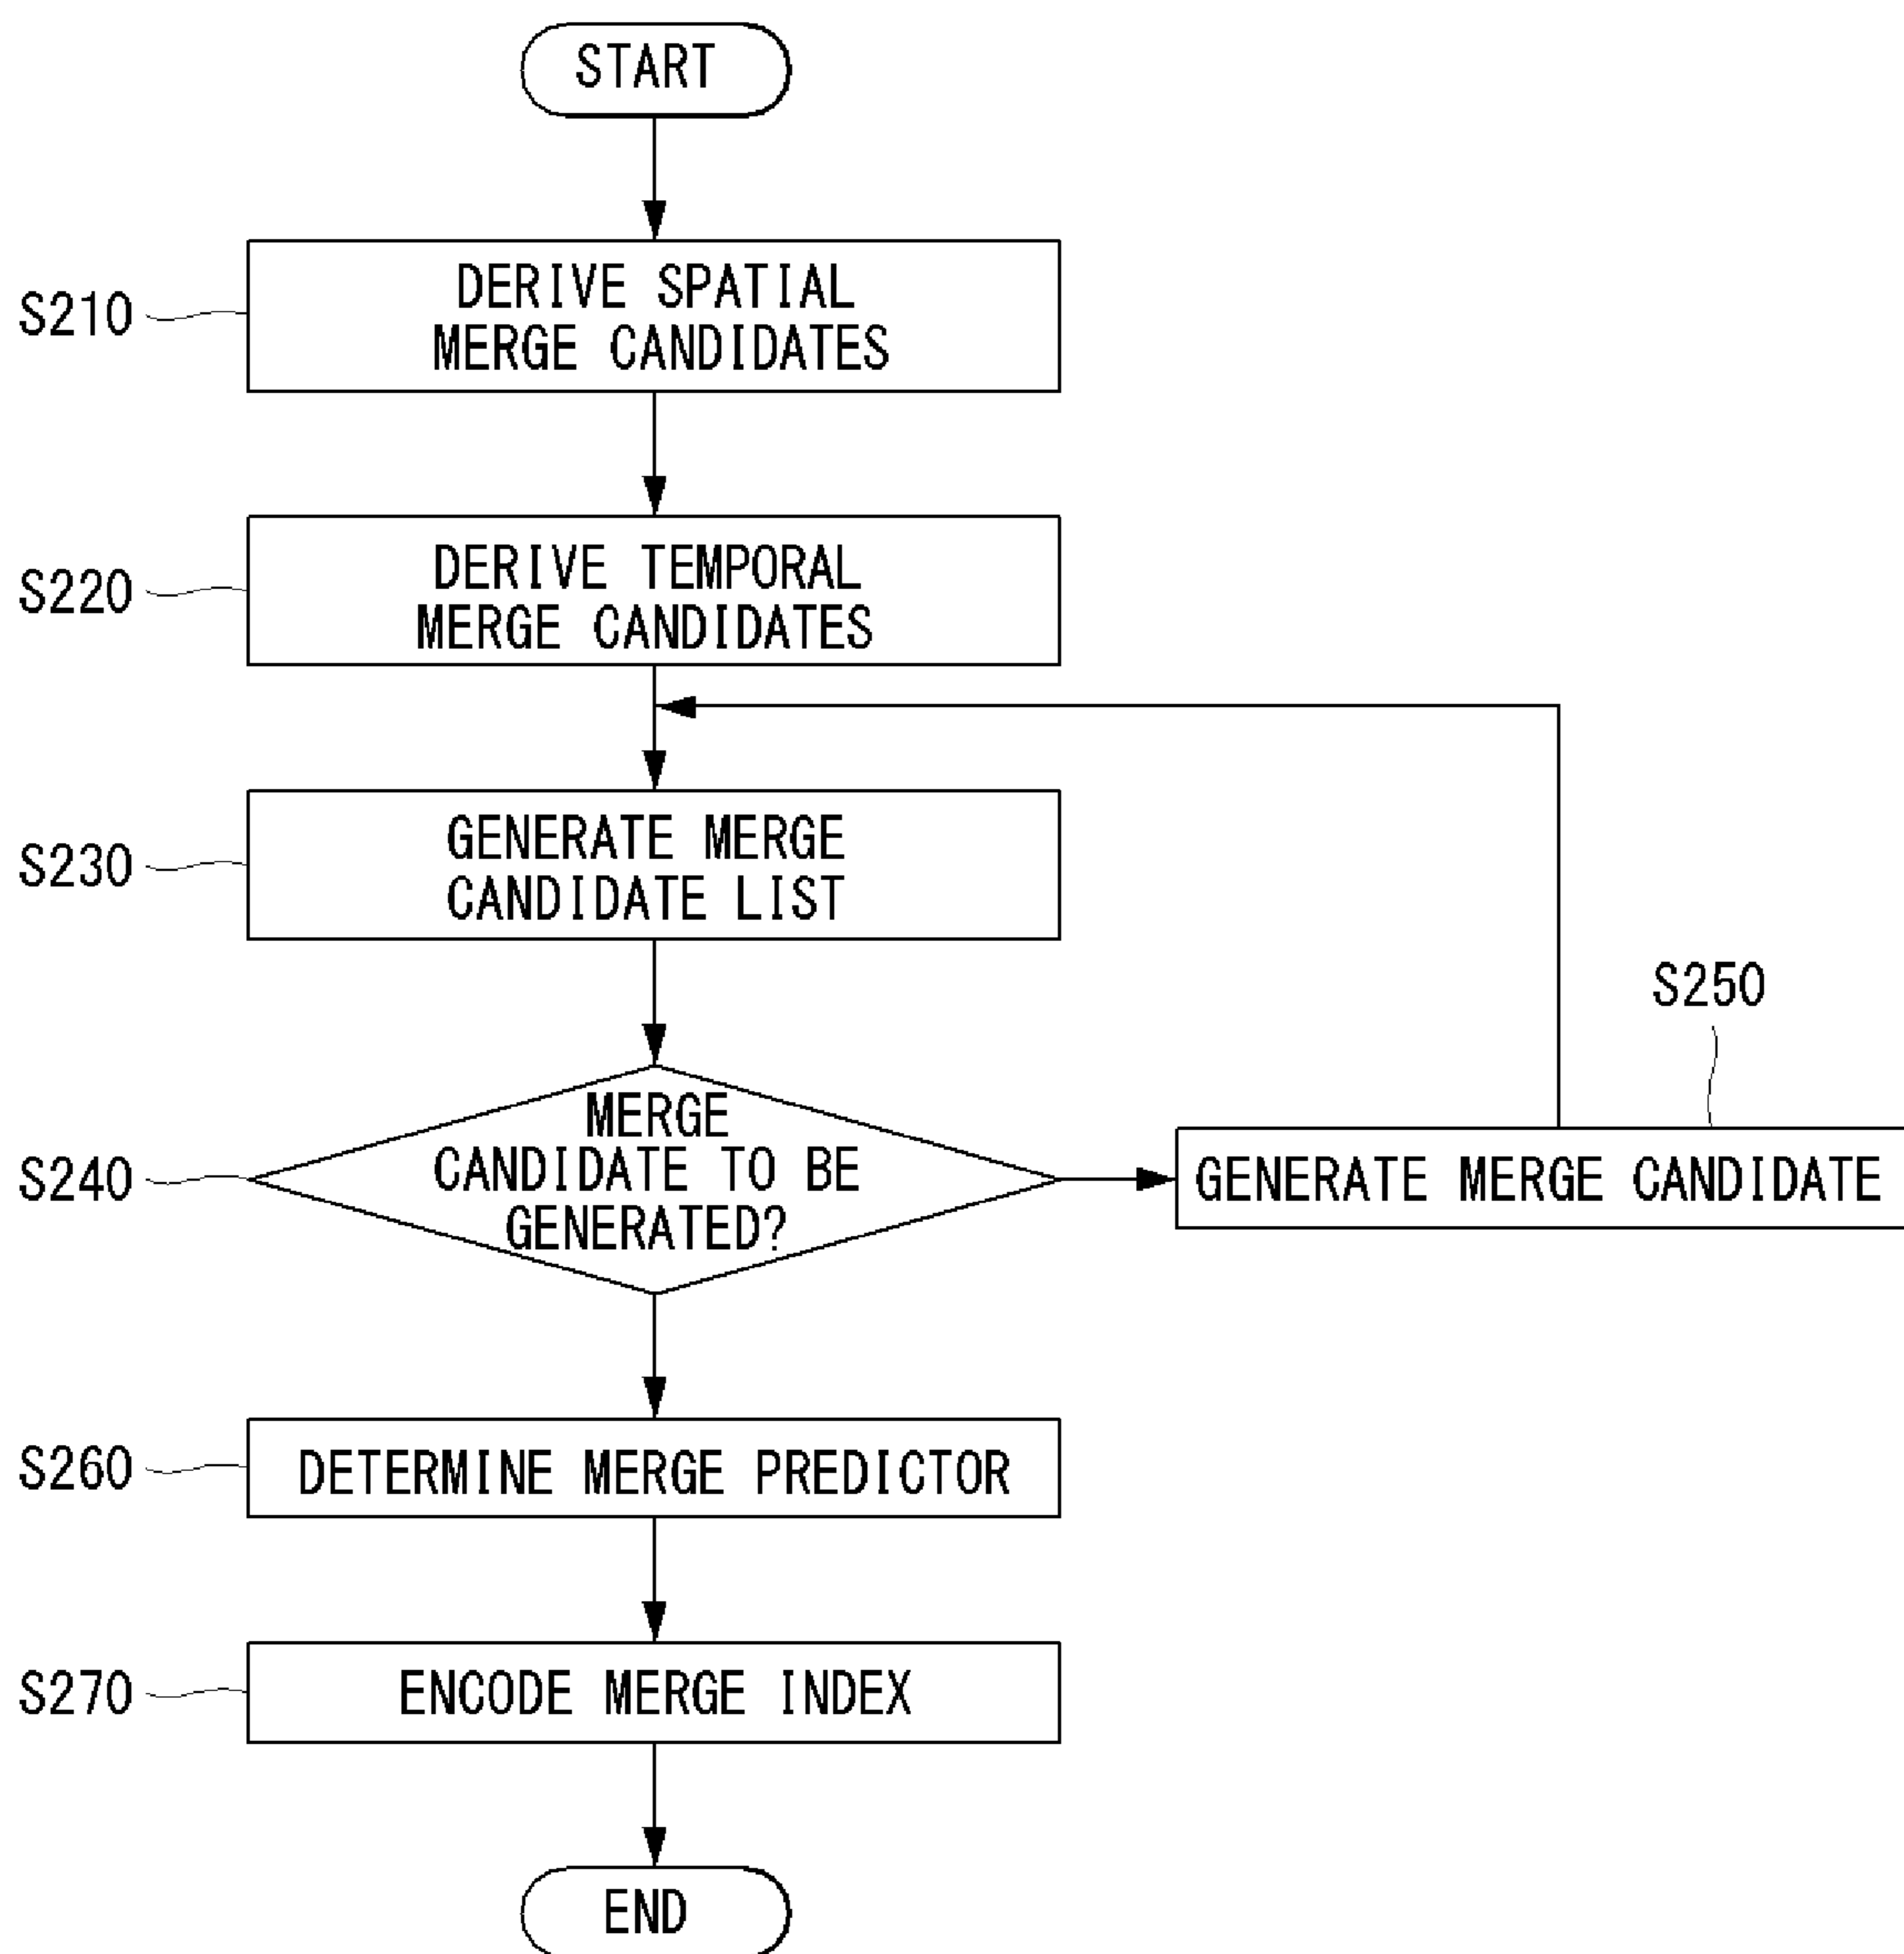 START
S210
DERIVE SPATIAL
MERGE CANDIDATES
S220
DERIVE TEMPORAL
MERGE CANDIDATES
S230
GENERATE MERGE
CANDIDATE LIST
S240
MERGE
CANDIDATE TO BE
GENERATED?
S250
GENERATE MERGE CANDIDATE
S260
DETERMINE MERGE PREDICTOR
S270
ENCODE MERGE INDEX
END